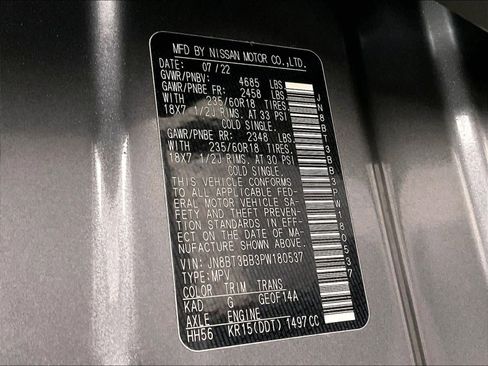 MFD BY NISSAN MOTOR CO.,LTD.
DATE: 07/22
GVWR/PNBV: 4685 LBS
GAWR/PNBE FR: 2458 LBS
WITH 235/60R18 TIRES,
18X7 1/2J RIMS, AT 33 PSI
COLD SINGLE.
GAWR/PNBE RR: 2348 LBS
WITH 235/60R18 TIRES,
18X7 1/2J RIMS, AT 30 PSI
COLD SINGLE.
THIS VEHICLE CONFORMS
TO ALL APPLICABLE FED-
ERAL MOTOR VEHICLE SA-
FETY AND THEFT PREVEN-
TION STANDARDS IN EFF-
ECT ON THE DATE OF MA-
NUFACTURE SHOWN ABOVE.
VIN: JN8BT3BB3PW180537
TYPE: MPV
COLOR TRIM TRANS
KAD G GE0F14A
AXLE ENGINE
HH56 KR15(DDT) 1497CC
JN8BT3BB3PW180537